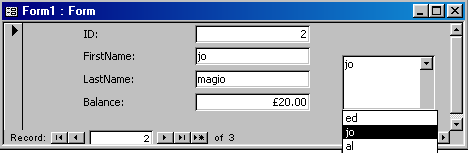 Form1 : Form
ID: 2
FirstName: jo
LastName: magio
Balance: £20.00
jo
ed
jo
al
Record: 2 of 3